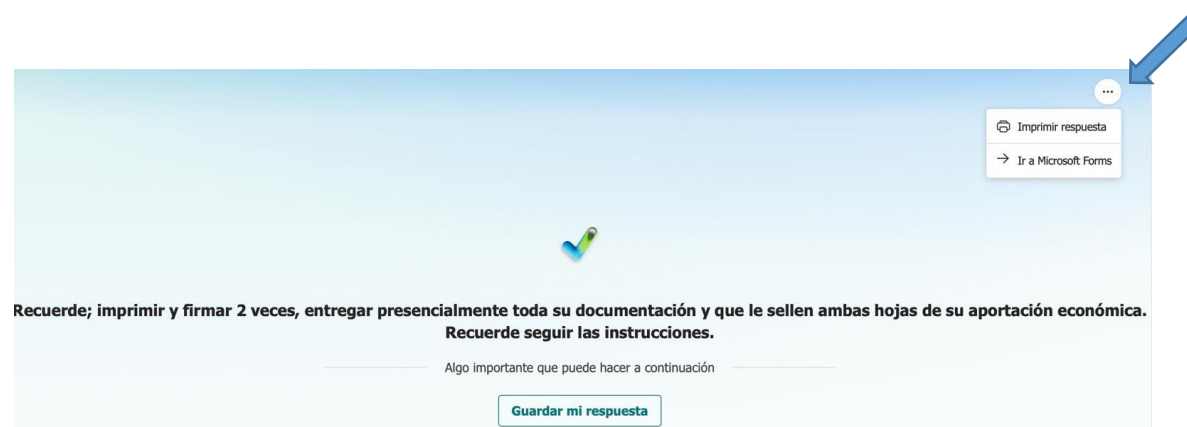 ...
Imprimir respuesta
→ Ir a Microsoft Forms
Recuerde; imprimir y firmar 2 veces, entregar presencialmente toda su documentación y que le sellen ambas hojas de su aportación económica.
Recuerde seguir las instrucciones.
Algo importante que puede hacer a continuación
Guardar mi respuesta